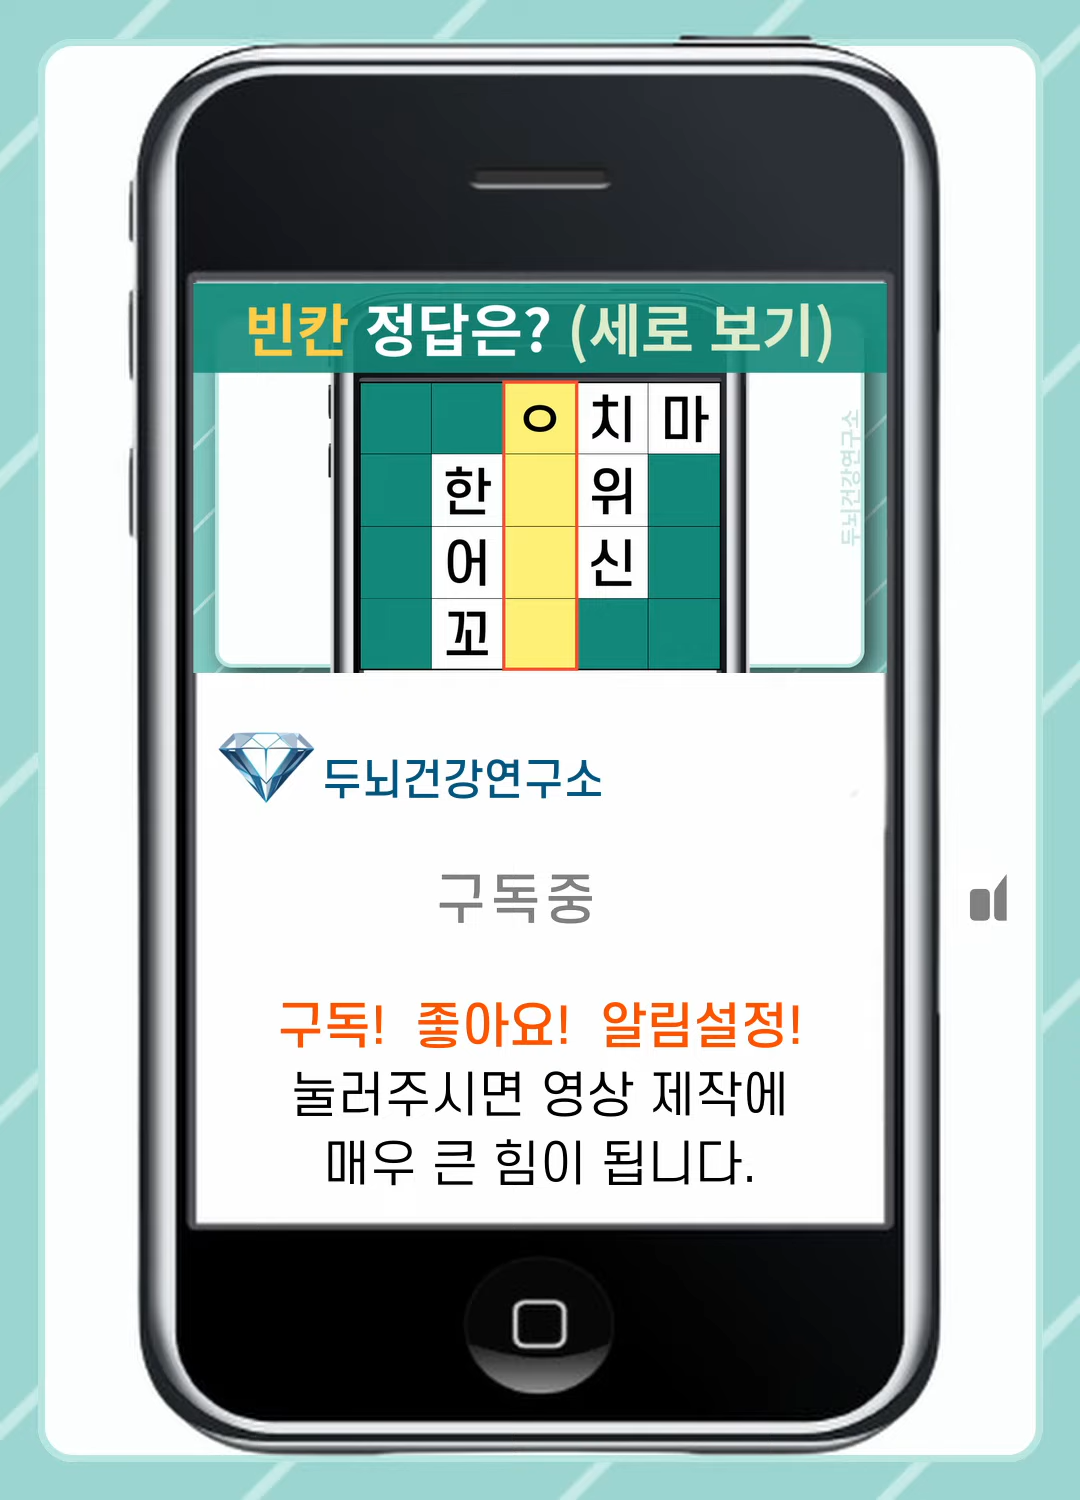 빈칸 정답은? (세로 보기)
ㅇ 치 마
한 위
어 신
꼬
두뇌건강연구소
두뇌건강연구소
구독중
구독! 좋아요! 알림설정!
눌러주시면 영상 제작에
매우 큰 힘이 됩니다.